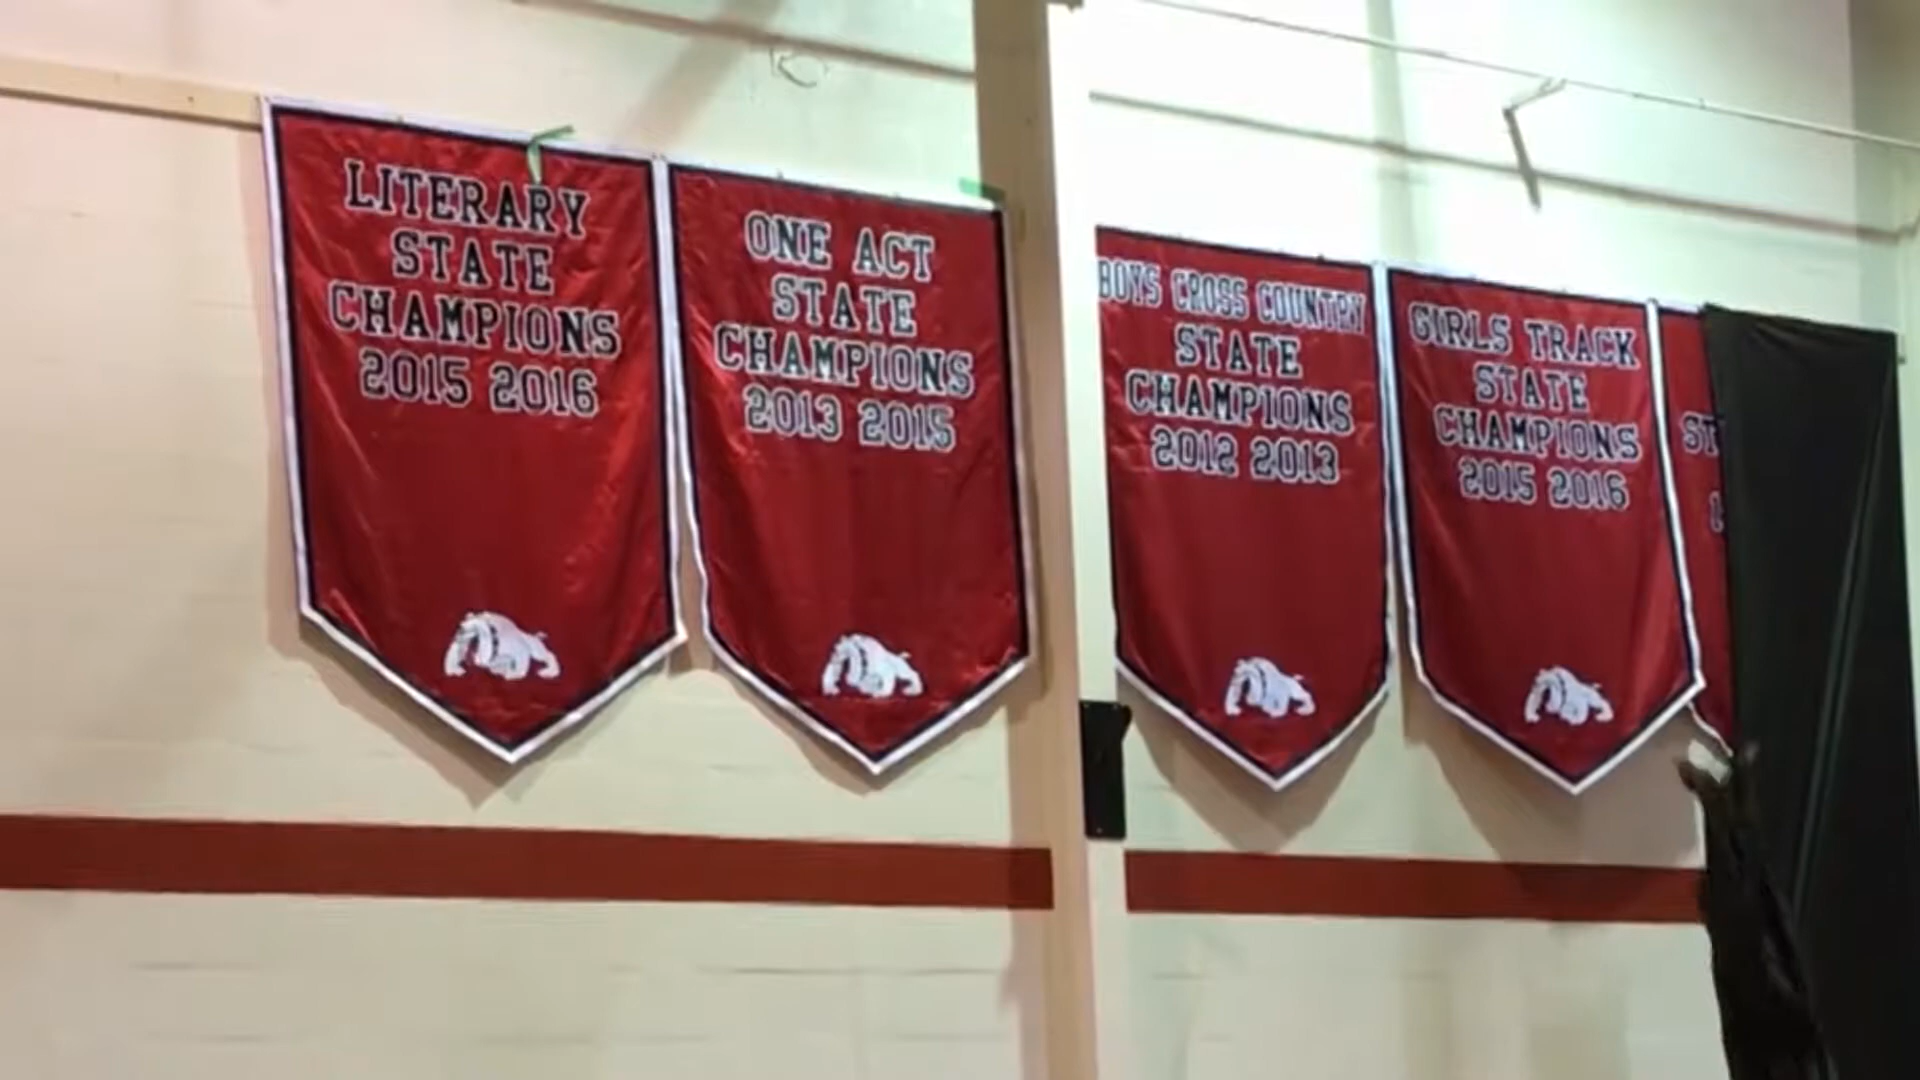 LITERARY
STATE
CHAMPIONS
2015 2016
ONE ACT
STATE
CHAMPIONS
2013 2015
BOYS CROSS COUNTRY
STATE
CHAMPIONS
2012 2013
GIRLS TRACK
STATE
CHAMPIONS
2015 2016
ST